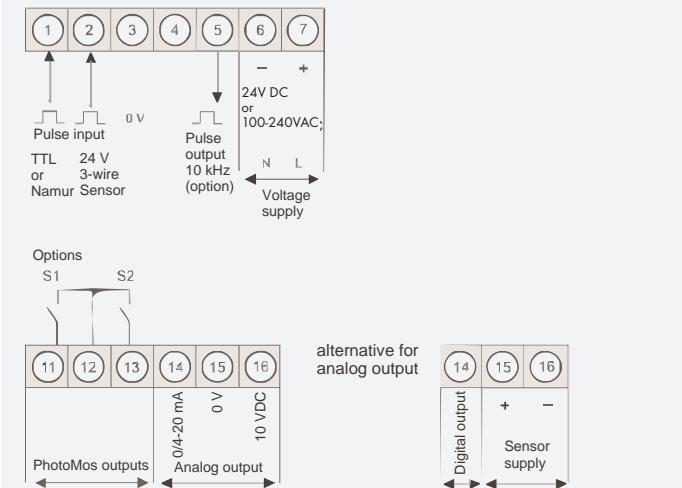 1 2 3 4 5 6 7
– +
24V DC
or
100-240VAC;
0 V
Pulse input
TTL
or
Namur
24 V
3-wire
Sensor
Pulse
output
10 kHz
(option)
N L
Voltage
supply
Options
S1 S2
11 12 13 14 15 16
0/4-20 mA
0 V
10 VDC
PhotoMos outputs
Analog output
alternative for
analog output
14 15 16
Digital output
+ –
Sensor
supply